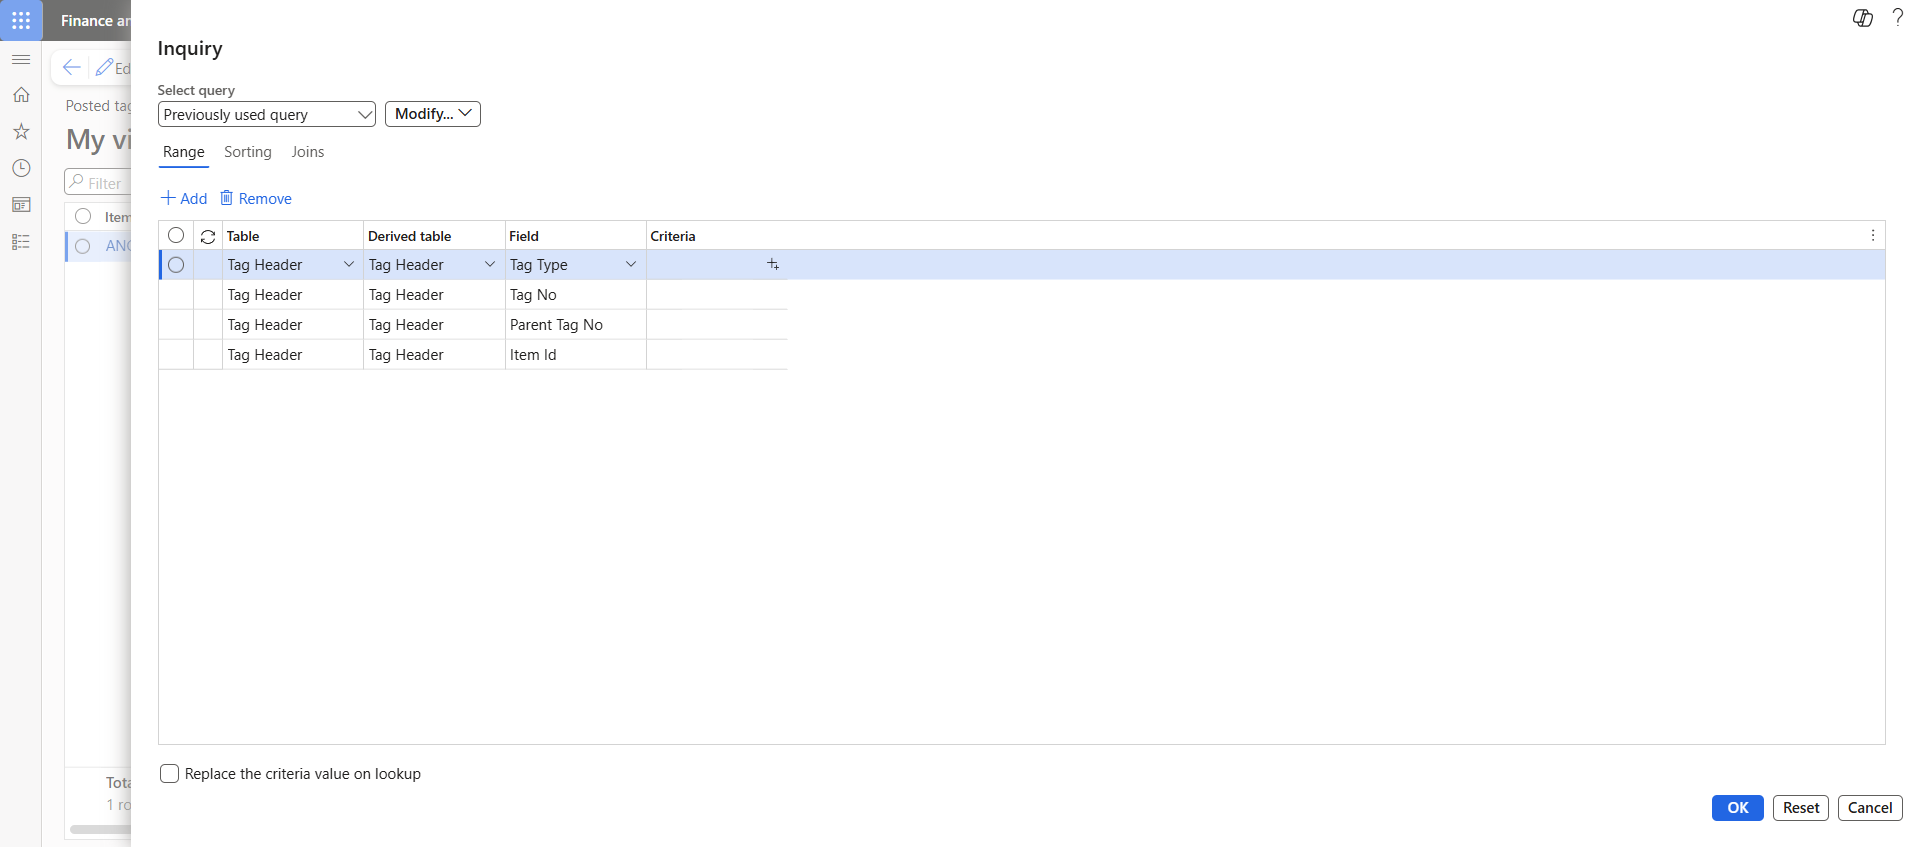 Finance an
Inquiry
Ed
Select query
Previously used query
Modify...
Posted tag
My vi
Range
Sorting
Joins
Filter
Add
Remove
Item
Table
Derived table
Field
Criteria
ANG
Tag Header
Tag Header
Tag Type
Tag Header
Tag Header
Tag No
Tag Header
Tag Header
Parent Tag No
Tag Header
Tag Header
Item Id
Replace the criteria value on lookup
Tota
1 ro
OK
Reset
Cancel